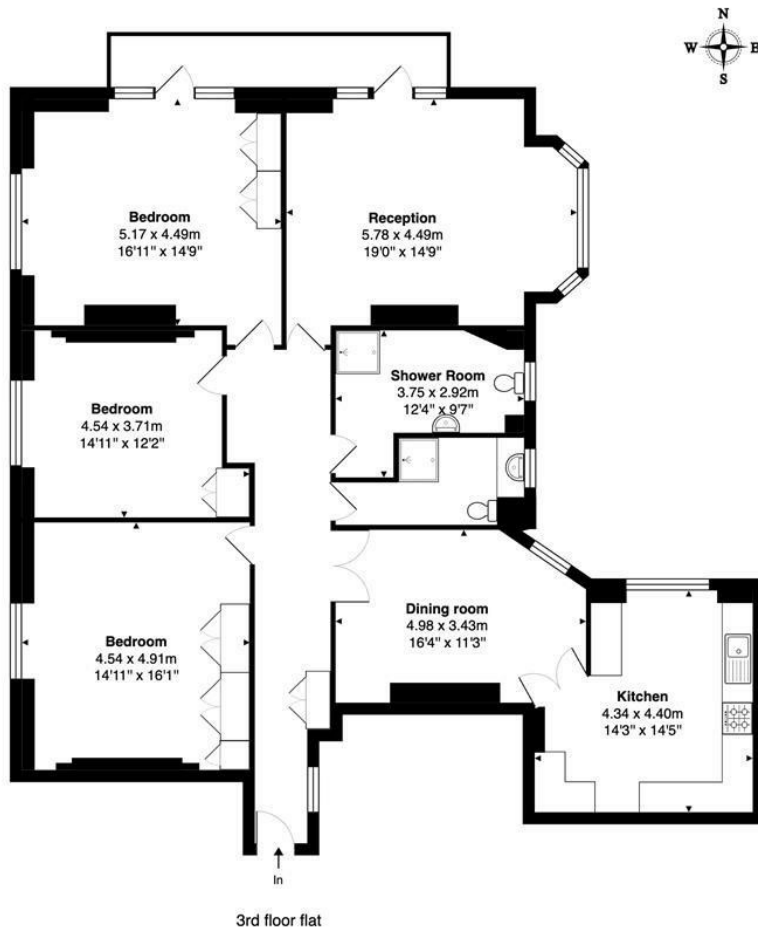 N
W E
S
Bedroom
5.17 x 4.49m
16'11" x 14'9"
Reception
5.78 x 4.49m
19'0" x 14'9"
Shower Room
3.75 x 2.92m
12'4" x 9'7"
Bedroom
4.54 x 3.71m
14'11" x 12'2"
Dining room
4.98 x 3.43m
16'4" x 11'3"
Bedroom
4.54 x 4.91m
14'11" x 16'1"
Kitchen
4.34 x 4.40m
14'3" x 14'5"
In
3rd floor flat